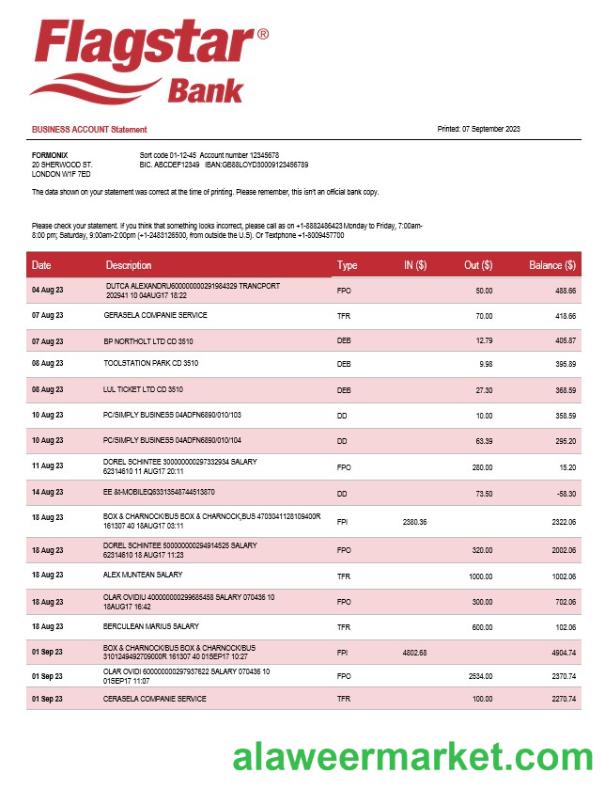 Flagstar®
Bank
BUSINESS ACCOUNT Statement
Printed: 07 September 2023
FORMONIX
20 SHERWOOD ST.
LONDON W1F 7ED
Sort code 01-12-45 Account number 12345678
BIC. ABCDEF12349 IBAN:GB88LOYD30009123456789
The data shown on your statement was correct at the time of printing. Please remember, this isn't an official bank copy.
Please check your statement. If you think that something looks incorrect, please call as on +1-8882486423 Monday to Friday, 7:00am-
8:00 pm; Saturday, 9:00am-2:00pm (+1-2483126500, from outside the U.S). Or Textphone +1-8009457700
Date Description Type IN ($) Out ($) Balance ($)
04 Aug 23 DUTCA ALEXANDRU600000000291984329 TRANCPORT
202941 10 04AUG17 18:22 FPO 50.00 488.66
07 Aug 23 GERASELA COMPANIE SERVICE TFR 70.00 418.66
07 Aug 23 BP NORTHOLT LTD CD 3510 DEB 12.79 405.87
08 Aug 23 TOOLSTATION PARK CD 3510 DEB 9.98 395.89
08 Aug 23 LUL TICKET LTD CD 3510 DEB 27.30 368.59
10 Aug 23 PC/SIMPLY BUSINESS 04ADFN6890/010/103 DD 10.00 358.59
10 Aug 23 PC/SIMPLY BUSINESS 04ADFN6890/010/104 DD 63.39 295.20
11 Aug 23 DOREL SCHINTEE 300000000297332934 SALARY
62314610 11 AUG17 20:11 FPO 280.00 15.20
14 Aug 23 EE &t-MOBILEQ63313548744513870 DD 73.50 -58.30
18 Aug 23 BOX & CHARNOCK/BUS BOX & CHARNOCK,BUS 4703041128109400R
161307 40 18AUG17 03:11 FPI 2380.36 2322.06
18 Aug 23 DOREL SCHINTEE 500000000294914525 SALARY
62314610 18 AUG17 11:23 FPO 320.00 2002.06
18 Aug 23 ALEX MUNTEAN SALARY TFR 1000.00 1002.06
18 Aug 23 OLAR OVIDIU 400000000299685458 SALARY 070436 10
18AUG17 16:42 FPO 300.00 702.06
18 Aug 23 BERCULEAN MARIUS SALARY TFR 600.00 102.06
01 Sep 23 BOX & CHARNOCK/BUS BOX & CHARNOCK/BUS
3101249492709000R 161307 40 01SEP17 10:27 FPI 4802.68 4904.74
01 Sep 23 OLAR OVIDI 600000000297937622 SALARY 070436 10
01SEP17 11:07 FPO 2534.00 2370.74
01 Sep 23 CERASELA COMPANIE SERVICE TFR 100.00 2270.74
alaweermarket.com